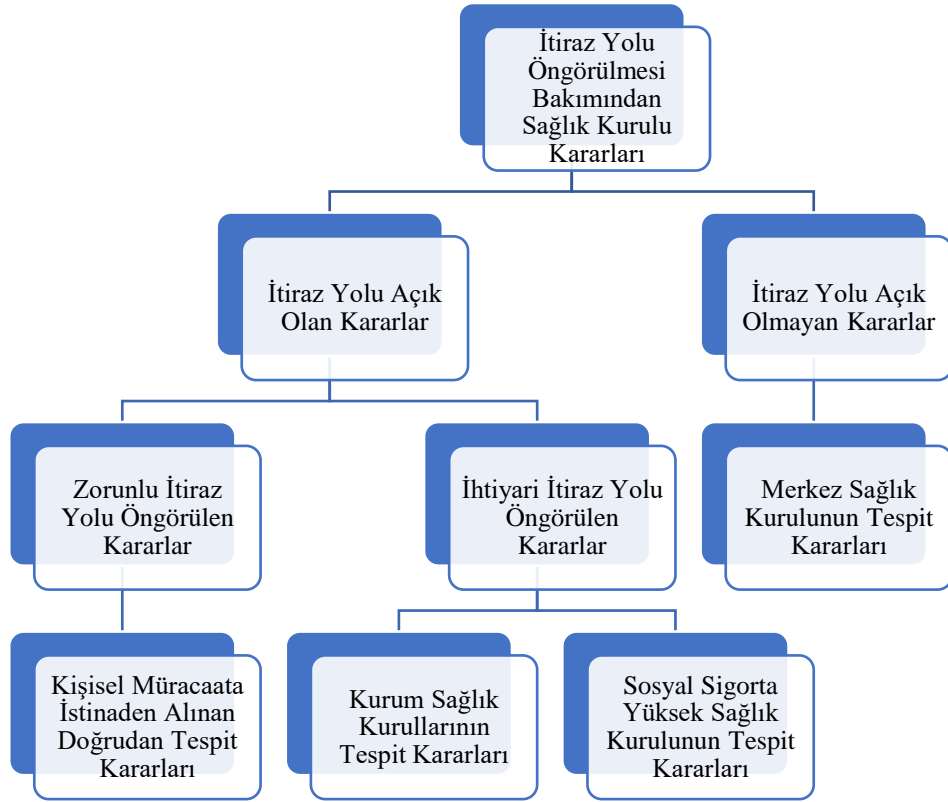 İtiraz Yolu
Öngörülmesi
Bakımından
Sağlık Kurulu
Kararları
İtiraz Yolu Açık
Olan Kararlar
İtiraz Yolu Açık
Olmayan Kararlar
Zorunlu İtiraz
Yolu Öngörülen
Kararlar
İhtiyari İtiraz Yolu
Öngörülen
Kararlar
Merkez Sağlık
Kurulunun Tespit
Kararları
Kişisel Müracaata
İstinaden Alınan
Doğrudan Tespit
Kararları
Kurum Sağlık
Kurullarının
Tespit Kararları
Sosyal Sigorta
Yüksek Sağlık
Kurulunun Tespit
Kararları